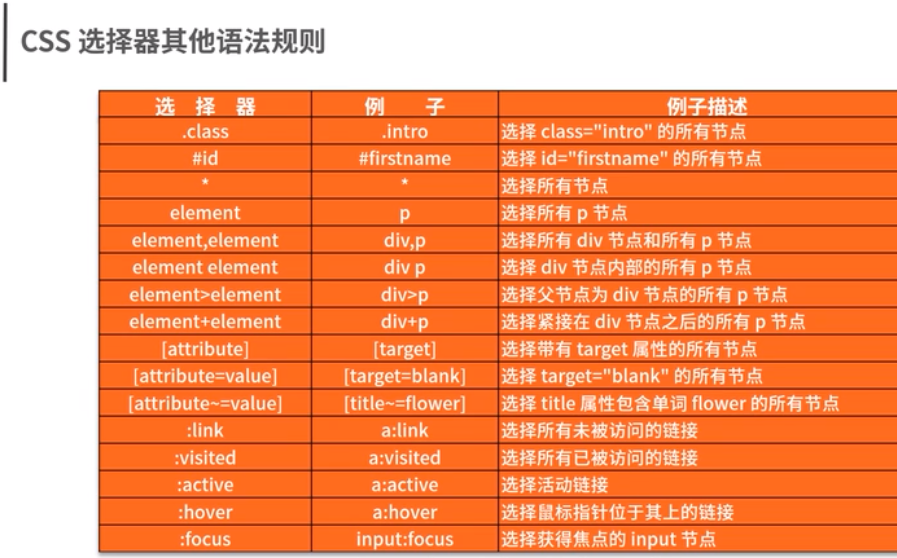 CSS 选择器其他语法规则
选 择 器 例 子 例子描述
.class .intro 选择 class="intro" 的所有节点
#id #firstname 选择 id="firstname" 的所有节点
* * 选择所有节点
element p 选择所有 p 节点
element,element div,p 选择所有 div 节点和所有 p 节点
element element div p 选择 div 节点内部的所有 p 节点
element>element div>p 选择父节点为 div 节点的所有 p 节点
element+element div+p 选择紧接在 div 节点之后的所有 p 节点
[attribute] [target] 选择带有 target 属性的所有节点
[attribute=value] [target=blank] 选择 target="blank" 的所有节点
[attribute~=value] [title~=flower] 选择 title 属性包含单词 flower 的所有节点
:link a:link 选择所有未被访问的链接
:visited a:visited 选择所有已被访问的链接
:active a:active 选择活动链接
:hover a:hover 选择鼠标指针位于其上的链接
:focus input:focus 选择获得焦点的 input 节点